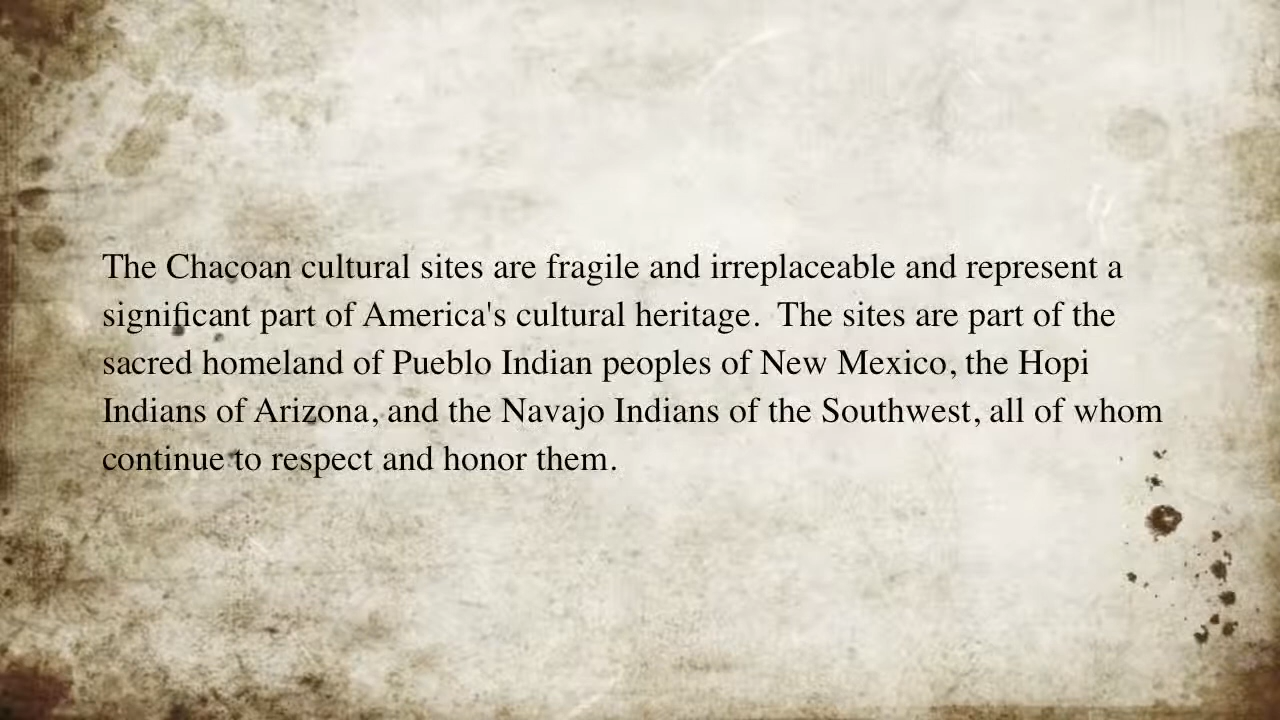 The Chacoan cultural sites are fragile and irreplaceable and represent a
significant part of America's cultural heritage.  The sites are part of the
sacred homeland of Pueblo Indian peoples of New Mexico, the Hopi
Indians of Arizona, and the Navajo Indians of the Southwest, all of whom
continue to respect and honor them.